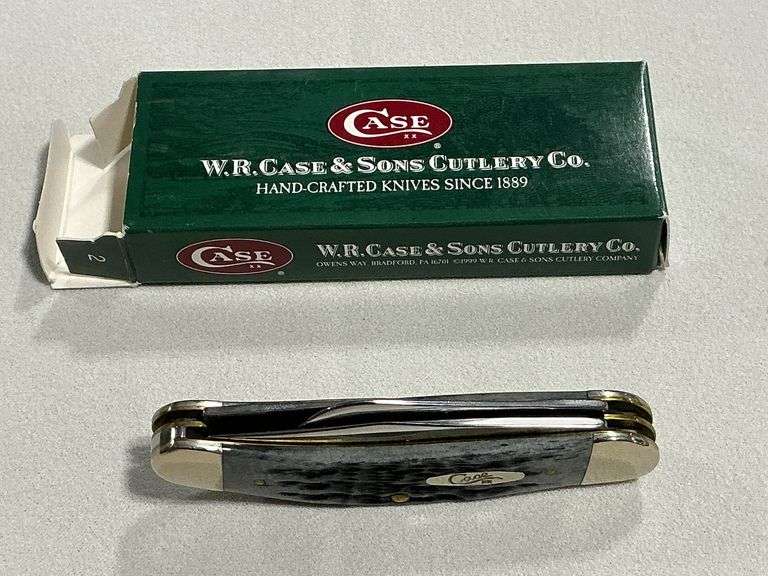 CASE
XX
®
W.R. CASE & SONS CUTLERY CO.
HAND-CRAFTED KNIVES SINCE 1889
2
CASE
XX
W.R. CASE & SONS CUTLERY CO.
OWENS WAY, BRADFORD, PA 16701 ©1999 W.R. CASE & SONS CUTLERY COMPANY
Case
XX